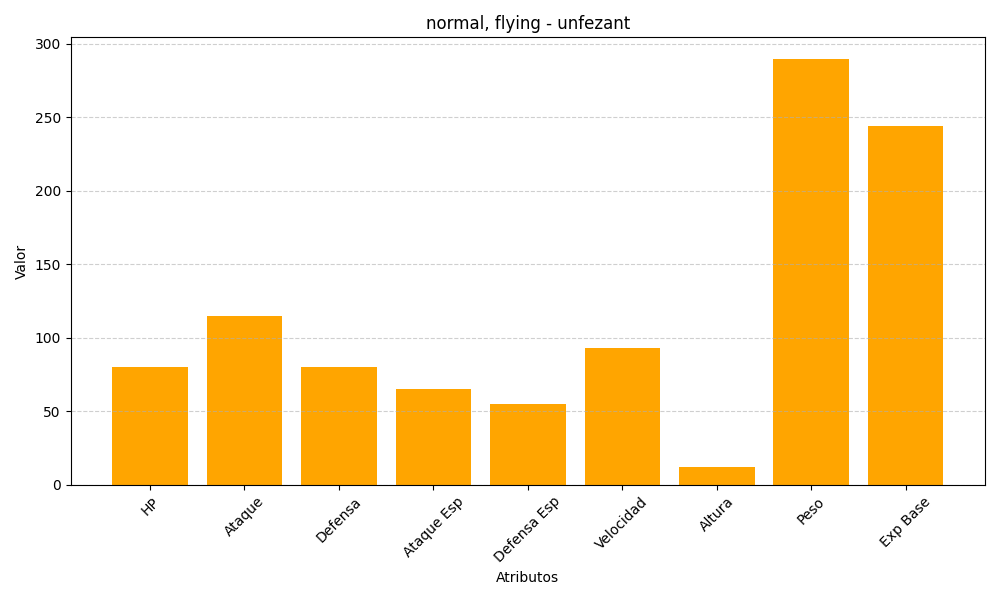 normal, flying - unfezant
Valor
300
250
200
150
100
50
0
HP
Ataque
Defensa
Ataque Esp
Defensa Esp
Velocidad
Altura
Peso
Exp Base
Atributos